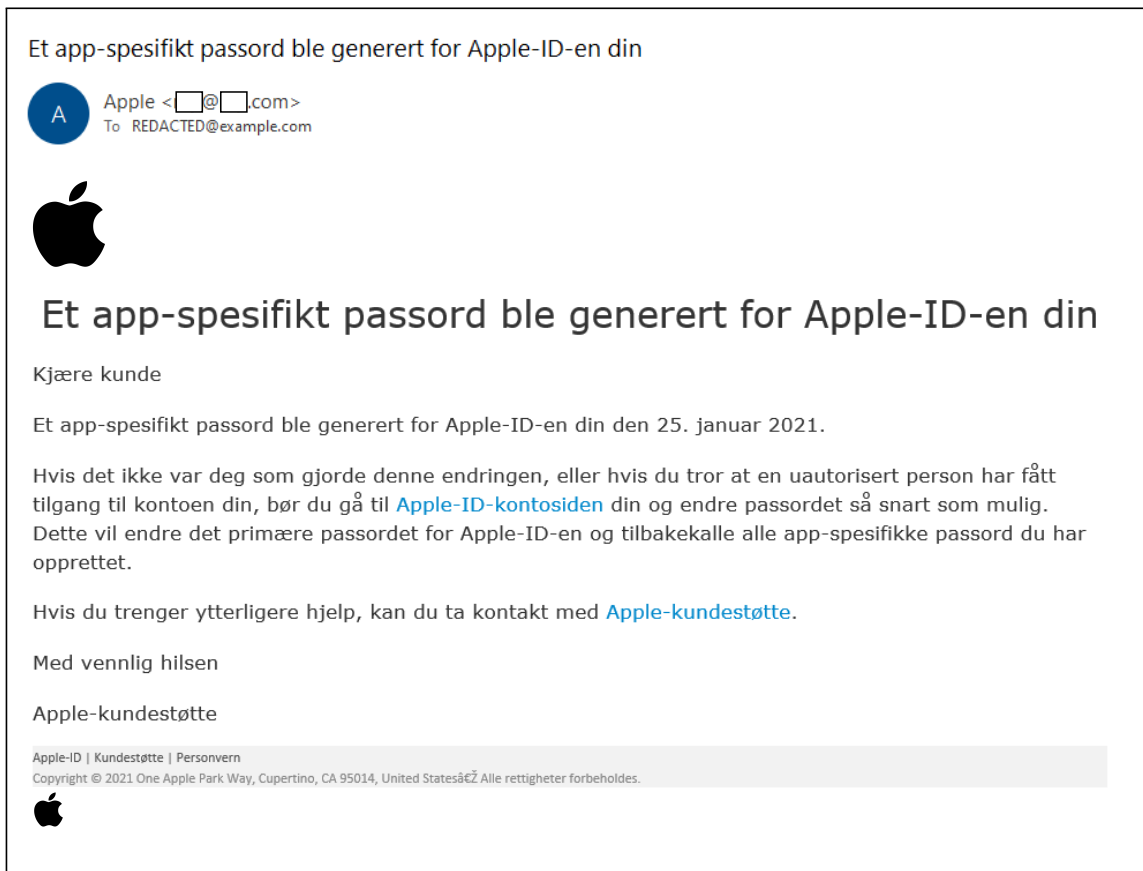 Et app-spesifikt passord ble generert for Apple-ID-en din
A
Apple <@.com>
To REDACTED@example.com
Et app-spesifikt passord ble generert for Apple-ID-en din
Kjære kunde
Et app-spesifikt passord ble generert for Apple-ID-en din den 25. januar 2021.
Hvis det ikke var deg som gjorde denne endringen, eller hvis du tror at en uautorisert person har fått
tilgang til kontoen din, bør du gå til Apple-ID-kontosiden din og endre passordet så snart som mulig.
Dette vil endre det primære passordet for Apple-ID-en og tilbakekalle alle app-spesifikke passord du har
opprettet.
Hvis du trenger ytterligere hjelp, kan du ta kontakt med Apple-kundestøtte.
Med vennlig hilsen
Apple-kundestøtte
Apple-ID | Kundestøtte | Personvern
Copyright © 2021 One Apple Park Way, Cupertino, CA 95014, United Statesâ€Ž Alle rettigheter forbeholdes.